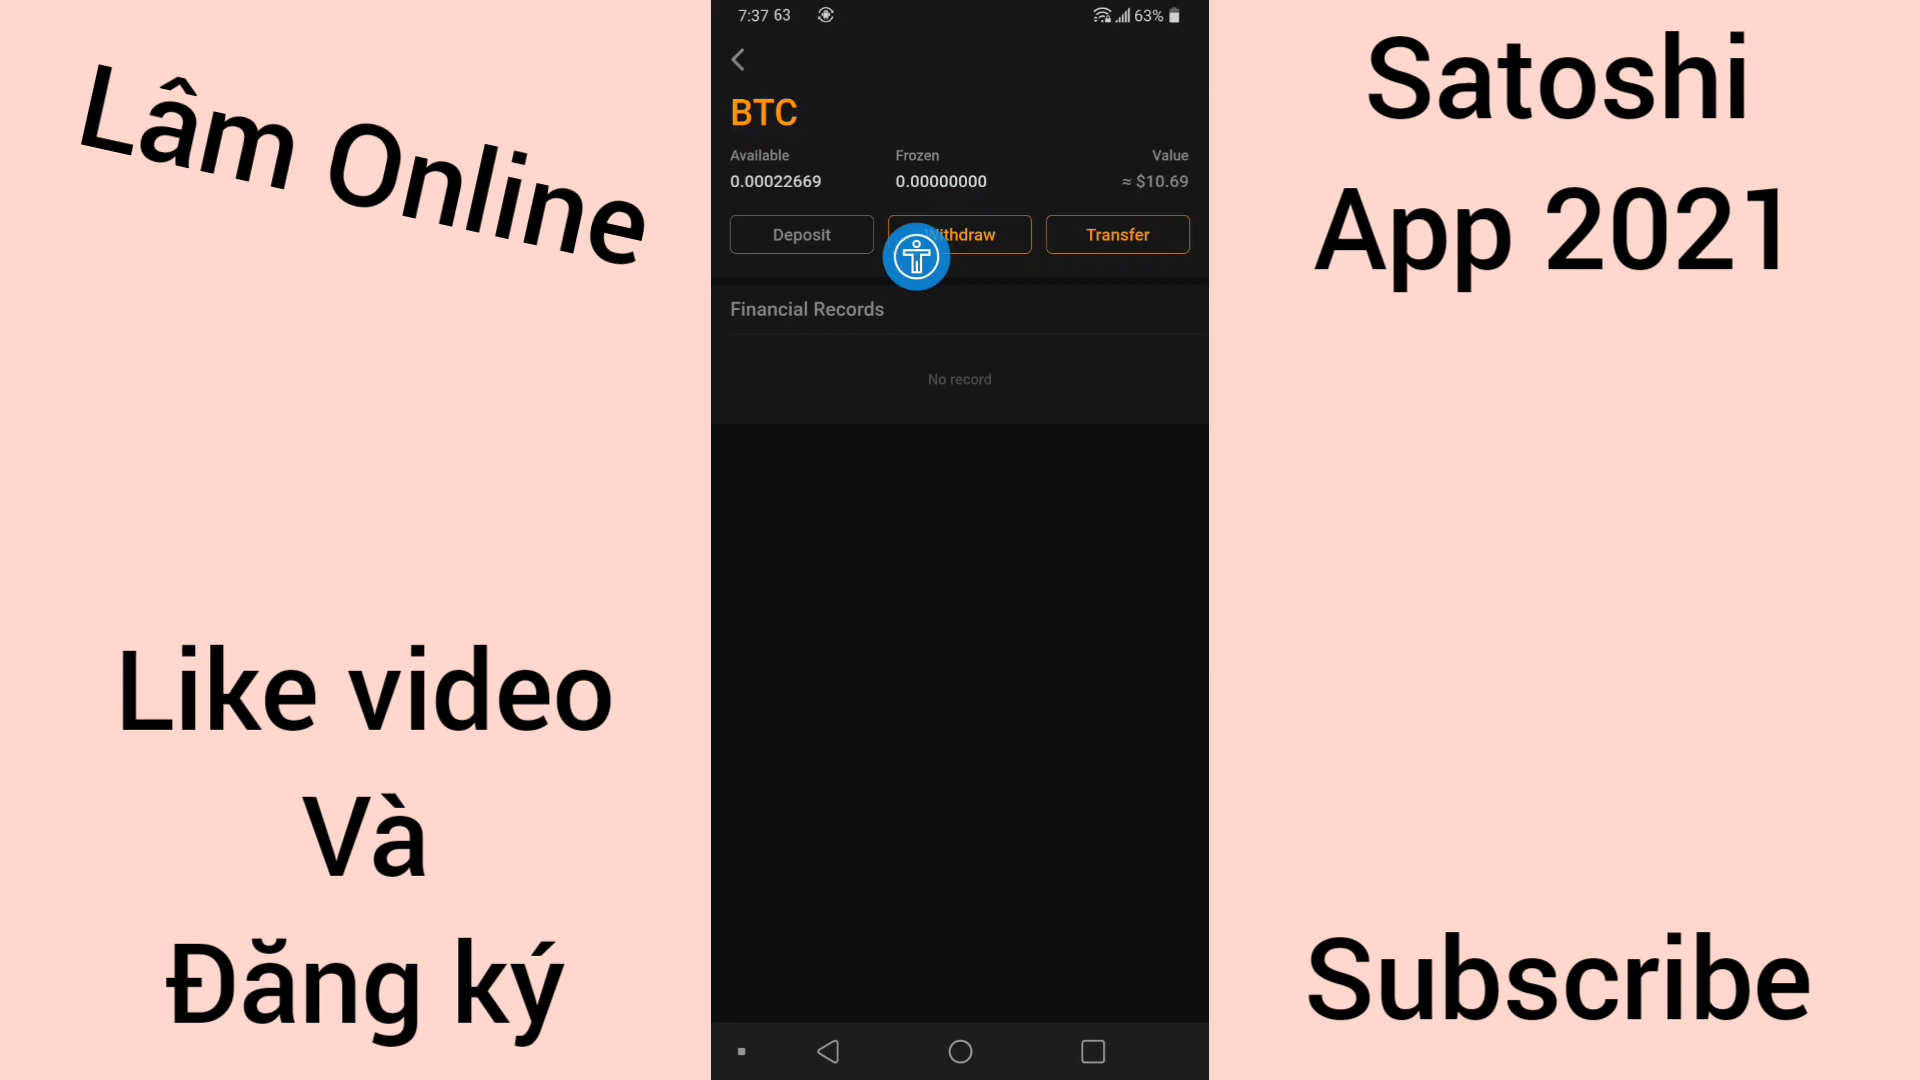 Lâm Online
Like video
Và
Đăng ký
7:37 63
63%
BTC
Available Frozen Value
0.00022669 0.00000000 ≈ $10.69
Deposit Withdraw Transfer
Financial Records
No record
Satoshi
App 2021
Subscribe